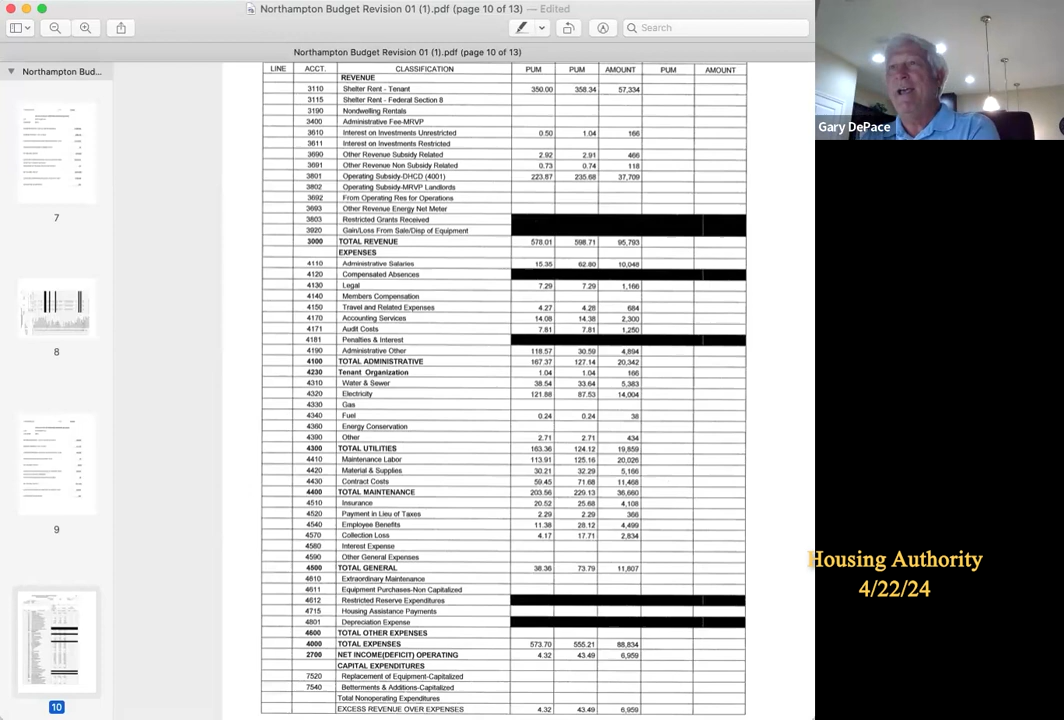 Northampton Budget Revision 01 (1).pdf (page 10 of 13) — Edited
Search
Northampton Budget Revision 01 (1).pdf (page 10 of 13)
Northampton Bud...
7
8
9
10
LINE ACCT. CLASSIFICATION PUM PUM AMOUNT PUM AMOUNT
REVENUE
3110 Shelter Rent - Tenant 350.00 358.34 57,334
3115 Shelter Rent - Federal Section 8
3190 Nondwelling Rentals
3400 Administrative Fee-MRVP
3610 Interest on Investments Unrestricted 0.50 1.04 166
3611 Interest on Investments Restricted
3690 Other Revenue Subsidy Related 2.92 2.91 466
3691 Other Revenue Non Subsidy Related 0.73 0.74 118
3801 Operating Subsidy-DHCD (4001) 223.87 235.68 37,709
3802 Operating Subsidy-MRVP Landlords
3692 From Operating Res for Operations
3693 Other Revenue Energy Net Meter
3803 Restricted Grants Received
3920 Gain/Loss From Sale/Disp of Equipment
3000 TOTAL REVENUE 578.01 598.71 95,793
EXPENSES
4110 Administrative Salaries 15.35 62.80 10,048
4120 Compensated Absences
4130 Legal 7.29 7.29 1,166
4140 Members Compensation
4150 Travel and Related Expenses 4.27 4.28 684
4170 Accounting Services 14.08 14.38 2,300
4171 Audit Costs 7.81 7.81 1,250
4181 Penalties & Interest
4190 Administrative Other 118.57 30.59 4,894
4100 TOTAL ADMINISTRATIVE 167.37 127.14 20,342
4230 Tenant Organization 1.04 1.04 166
4310 Water & Sewer 38.54 33.64 5,383
4320 Electricity 121.88 87.53 14,004
4330 Gas
4340 Fuel 0.24 0.24 38
4360 Energy Conservation
4390 Other 2.71 2.71 434
4300 TOTAL UTILITIES 163.36 124.12 19,859
4410 Maintenance Labor 113.91 125.16 20,026
4420 Material & Supplies 30.21 32.29 5,166
4430 Contract Costs 59.45 71.68 11,468
4400 TOTAL MAINTENANCE 203.56 229.13 36,660
4510 Insurance 20.52 25.68 4,108
4520 Payment in Lieu of Taxes 2.29 2.29 366
4540 Employee Benefits 11.38 28.12 4,499
4570 Collection Loss 4.17 17.71 2,834
4580 Interest Expense
4590 Other General Expenses
4500 TOTAL GENERAL 38.36 73.79 11,807
4610 Extraordinary Maintenance
4611 Equipment Purchases-Non Capitalized
4612 Restricted Reserve Expenditures
4715 Housing Assistance Payments
4801 Depreciation Expense
4600 TOTAL OTHER EXPENSES
4000 TOTAL EXPENSES 573.70 555.21 88,834
2700 NET INCOME(DEFICIT) OPERATING 4.32 43.49 6,959
CAPITAL EXPENDITURES
7520 Replacement of Equipment-Capitalized
7540 Betterments & Additions-Capitalized
Total Nonoperating Expenditures
EXCESS REVENUE OVER EXPENSES 4.32 43.49 6,959
Gary DePace
Housing Authority
4/22/24